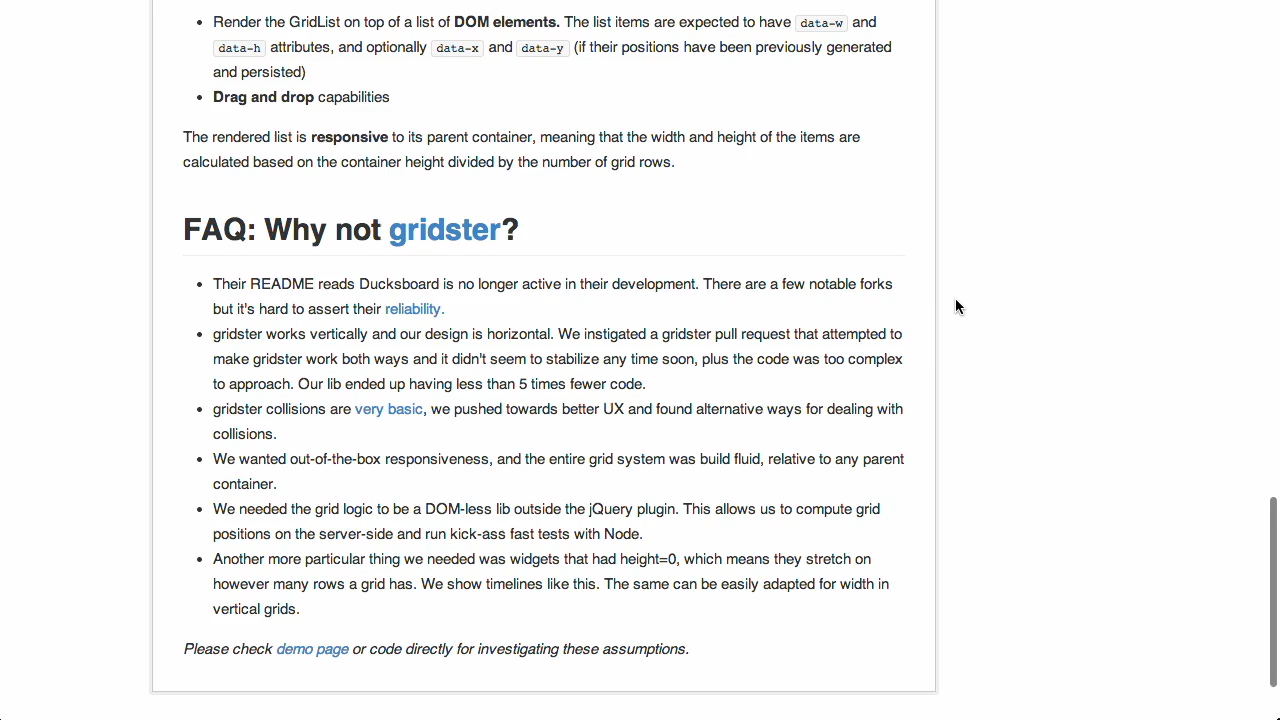 Render the GridList on top of a list of DOM elements. The list items are expected to have data-w and
data-h attributes, and optionally data-x and data-y (if their positions have been previously generated
and persisted)
Drag and drop capabilities
The rendered list is responsive to its parent container, meaning that the width and height of the items are
calculated based on the container height divided by the number of grid rows.
FAQ: Why not gridster?
Their README reads Ducksboard is no longer active in their development. There are a few notable forks
but it's hard to assert their reliability.
gridster works vertically and our design is horizontal. We instigated a gridster pull request that attempted to
make gridster work both ways and it didn't seem to stabilize any time soon, plus the code was too complex
to approach. Our lib ended up having less than 5 times fewer code.
gridster collisions are very basic, we pushed towards better UX and found alternative ways for dealing with
collisions.
We wanted out-of-the-box responsiveness, and the entire grid system was build fluid, relative to any parent
container.
We needed the grid logic to be a DOM-less lib outside the jQuery plugin. This allows us to compute grid
positions on the server-side and run kick-ass fast tests with Node.
Another more particular thing we needed was widgets that had height=0, which means they stretch on
however many rows a grid has. We show timelines like this. The same can be easily adapted for width in
vertical grids.
Please check demo page or code directly for investigating these assumptions.